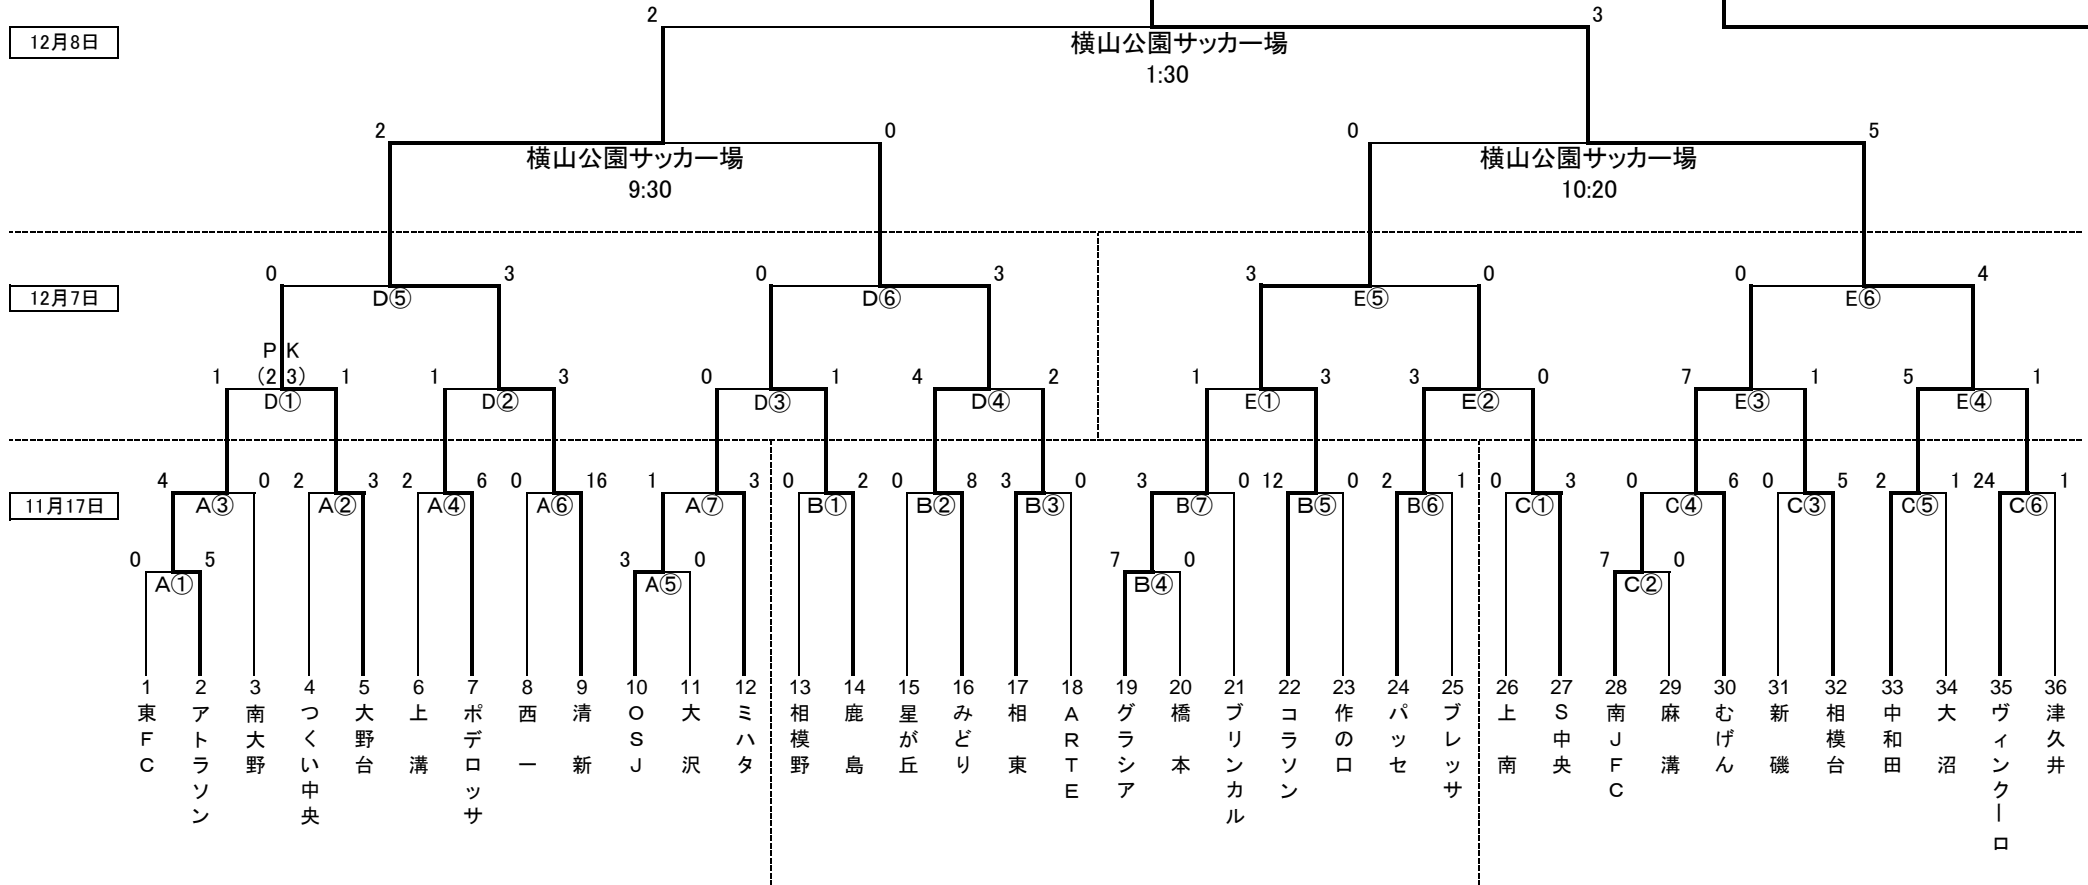 2 3
12月8日
横山公園サッカー場
1:30
2 0 0 5
横山公園サッカー場 横山公園サッカー場
9:30 10:20
0 3 0 3 3 0 0 4
12月7日 D⑤ D⑥ E⑤ E⑥
P K
1 (2 3) 1 1 3 0 1 4 2 1 3 3 0 7 1 5 1
D① D② D③ D④ E① E② E③ E④
4 0 2 3 2 6 0 16 1 3 0 2 0 8 3 0 3 0 12 0 2 1 0 3 0 6 0 5 2 1 24 1
11月17日 A③ A② A④ A⑥ A⑦ B① B② B③ B⑦ B⑤ B⑥ C① C④ C③ C⑤ C⑥
0 5 3 0 7 0 7 0
A① A⑤ B④ C②
1 東FC
2 アトラソン
3 南大野
4 つくい中央
5 大野台
6 上溝
7 ポデロッサ
8 西一
9 清新
10 OSJ
11 大沢
12 ミハタ
13 相模野
14 鹿島
15 星が丘
16 みどり
17 相東
18 ARTE
19 グラシア
20 橋本
21 ブリンカル
22 コラソン
23 作のロ
24 パッセ
25 ブレッサ
26 上南
27 S中央
28 南JFC
29 麻溝
30 むげん
31 新磯
32 相模台
33 中和田
34 大沼
35 ヴィンクーロ
36 津久井